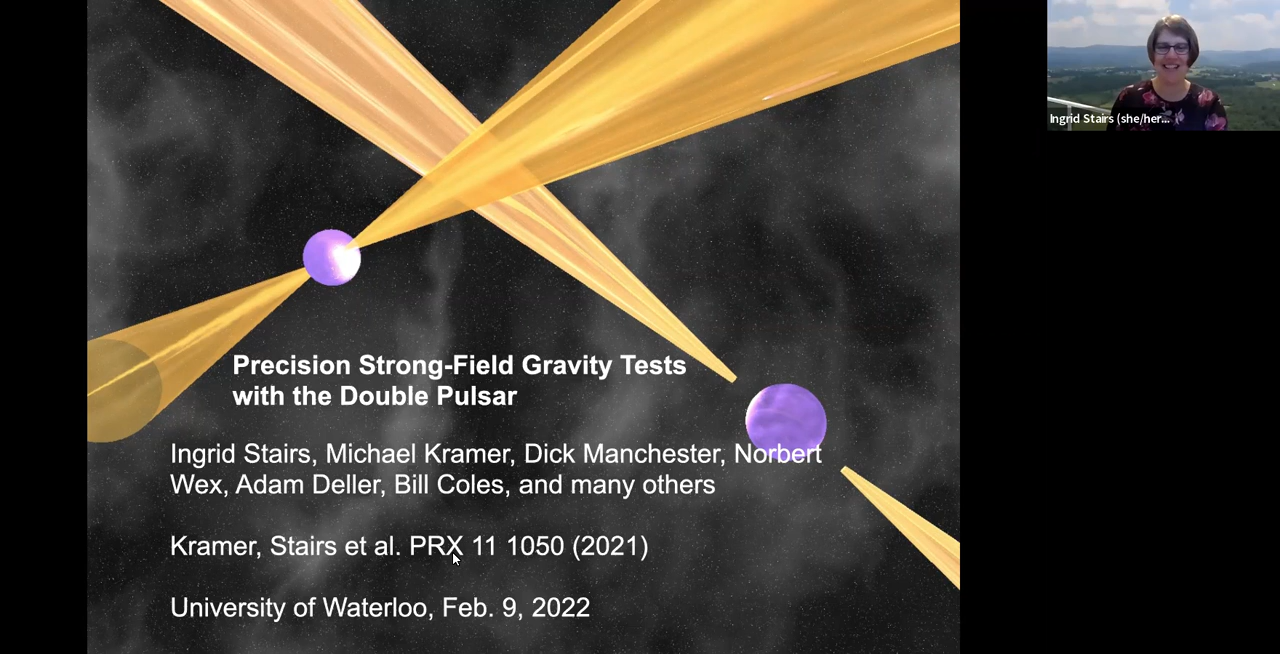 Precision Strong-Field Gravity Tests
with the Double Pulsar
Ingrid Stairs, Michael Kramer, Dick Manchester, Norbert
Wex, Adam Deller, Bill Coles, and many others
Kramer, Stairs et al. PRX 11 1050 (2021)
University of Waterloo, Feb. 9, 2022
Ingrid Stairs (she/her...